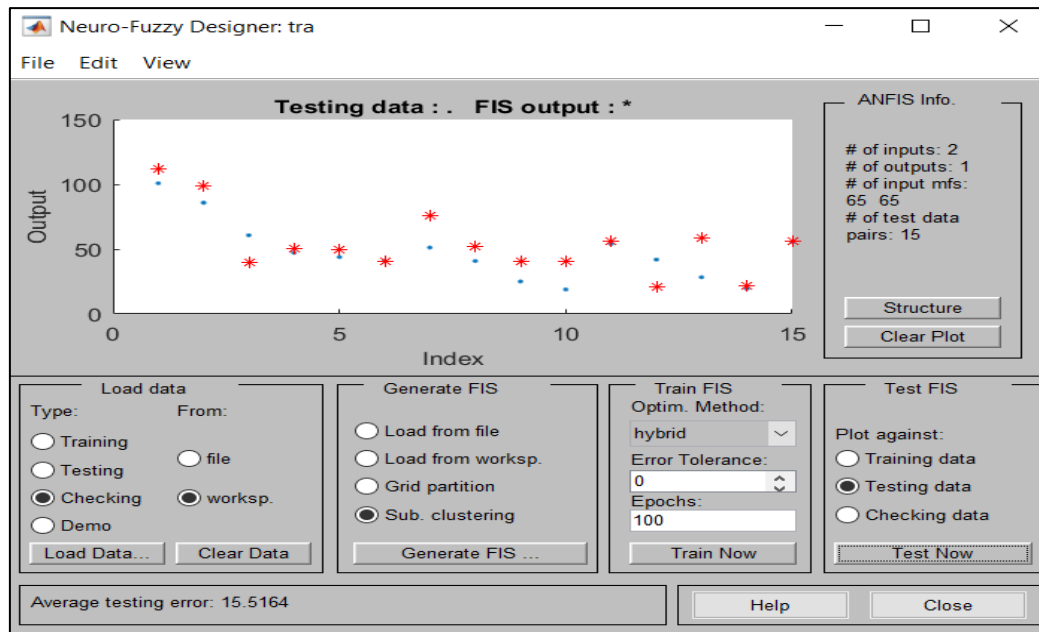 Neuro-Fuzzy Designer: tra
File Edit View
Testing data : . FIS output : *
150
100
50
0
Output
0 5 10 15
Index
ANFIS Info.
# of inputs: 2
# of outputs: 1
# of input mfs:
65 65
# of test data
pairs: 15
Structure
Clear Plot
Load data
Type: From:
Training
Testing
Checking
Demo
file
worksp.
Load Data... Clear Data
Generate FIS
Load from file
Load from worksp.
Grid partition
Sub. clustering
Generate FIS ...
Train FIS
Optim. Method:
hybrid
Error Tolerance:
0
Epochs:
100
Train Now
Test FIS
Plot against:
Training data
Testing data
Checking data
Test Now
Average testing error: 15.5164
Help
Close